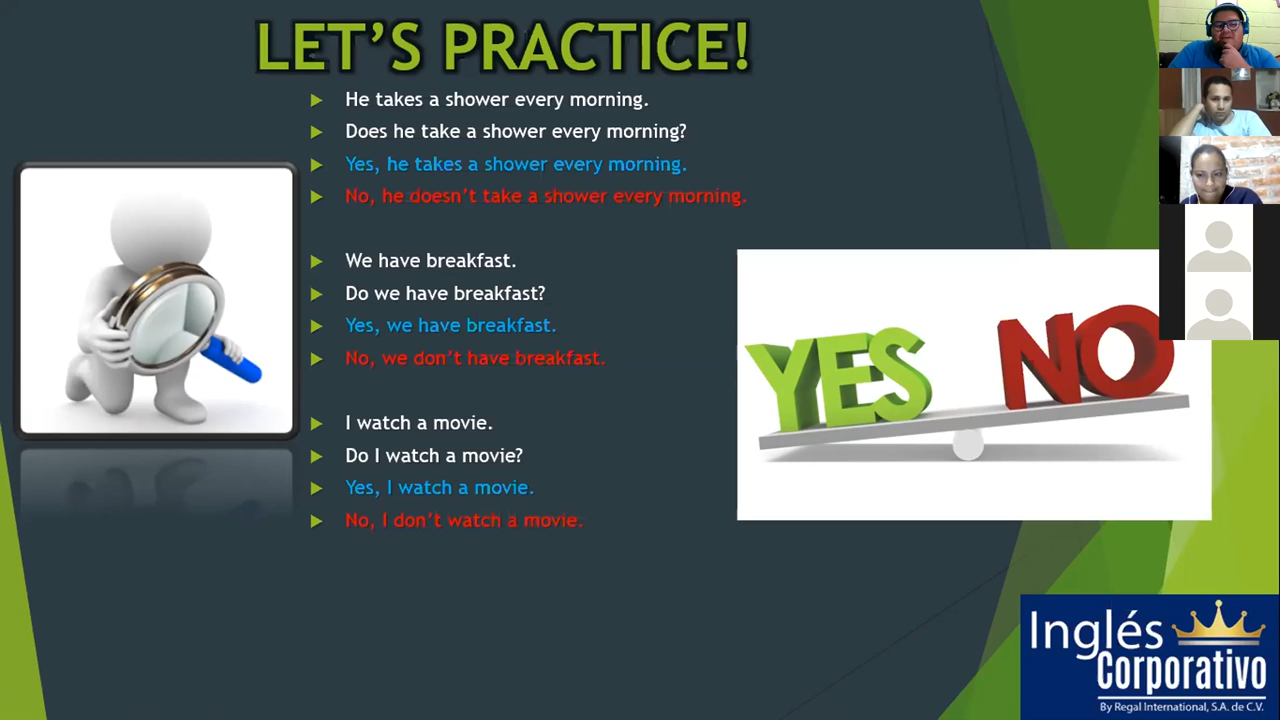 LET'S PRACTICE!
He takes a shower every morning.
Does he take a shower every morning?
Yes, he takes a shower every morning.
No, he doesn't take a shower every morning.
We have breakfast.
Do we have breakfast?
Yes, we have breakfast.
No, we don't have breakfast.
YES NO
I watch a movie.
Do I watch a movie?
Yes, I watch a movie.
No, I don't watch a movie.
Inglés
Corporativo
By Regal International, S.A. de C.V.